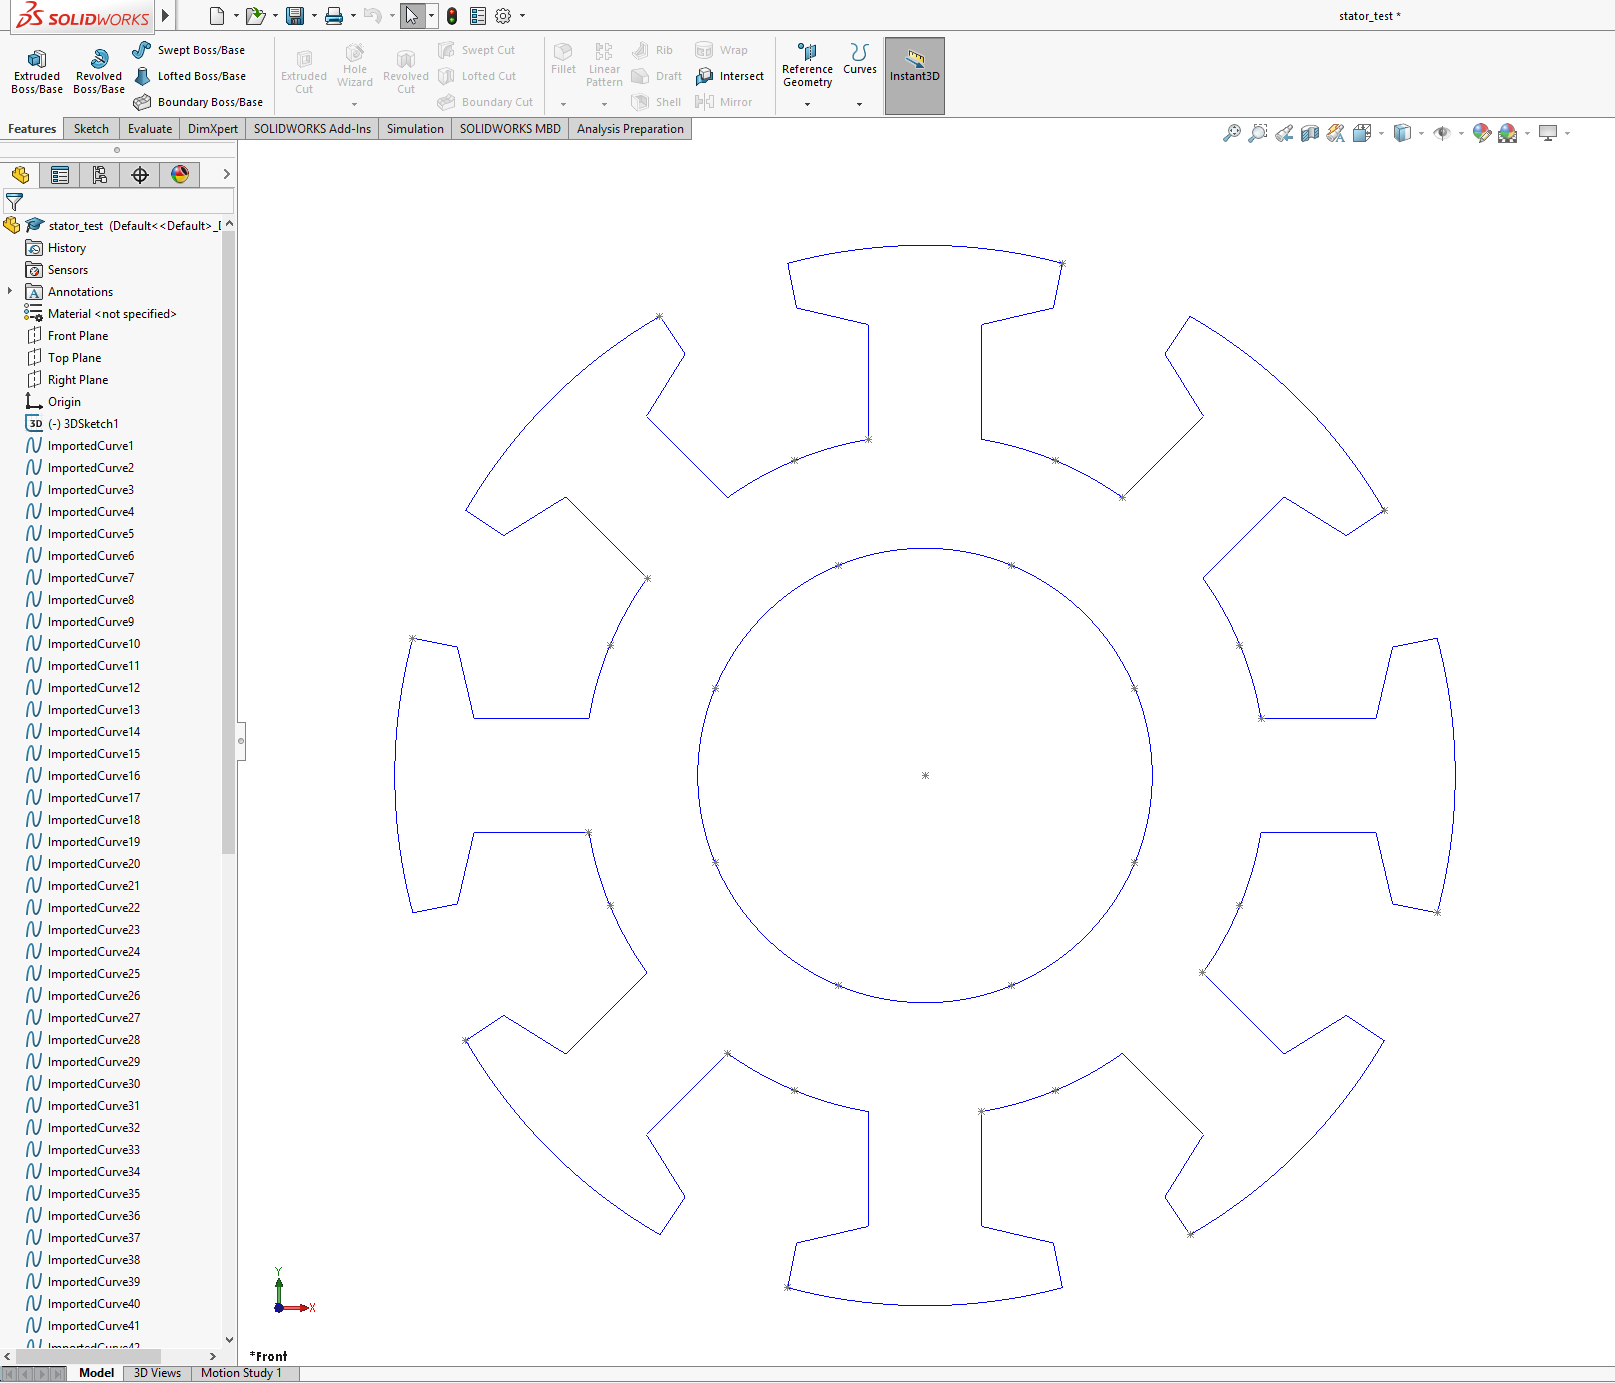 SOLIDWORKS
stator_test *
Extruded Boss/Base
Revolved Boss/Base
Swept Boss/Base
Lofted Boss/Base
Boundary Boss/Base
Extruded Cut
Hole Wizard
Revolved Cut
Swept Cut
Lofted Cut
Boundary Cut
Fillet
Linear Pattern
Rib
Draft
Shell
Wrap
Intersect
Mirror
Reference Geometry
Curves
Instant3D
Features Sketch Evaluate DimXpert SOLIDWORKS Add-Ins Simulation SOLIDWORKS MBD Analysis Preparation
stator_test (Default<<Default>_
History
Sensors
A Annotations
Material <not specified>
Front Plane
Top Plane
Right Plane
Origin
3D (-) 3DSketch1
ImportedCurve1
ImportedCurve2
ImportedCurve3
ImportedCurve4
ImportedCurve5
ImportedCurve6
ImportedCurve7
ImportedCurve8
ImportedCurve9
ImportedCurve10
ImportedCurve11
ImportedCurve12
ImportedCurve13
ImportedCurve14
ImportedCurve15
ImportedCurve16
ImportedCurve17
ImportedCurve18
ImportedCurve19
ImportedCurve20
ImportedCurve21
ImportedCurve22
ImportedCurve23
ImportedCurve24
ImportedCurve25
ImportedCurve26
ImportedCurve27
ImportedCurve28
ImportedCurve29
ImportedCurve30
ImportedCurve31
ImportedCurve32
ImportedCurve33
ImportedCurve34
ImportedCurve35
ImportedCurve36
ImportedCurve37
ImportedCurve38
ImportedCurve39
ImportedCurve40
ImportedCurve41
Y
X
*Front
Model 3D Views Motion Study 1